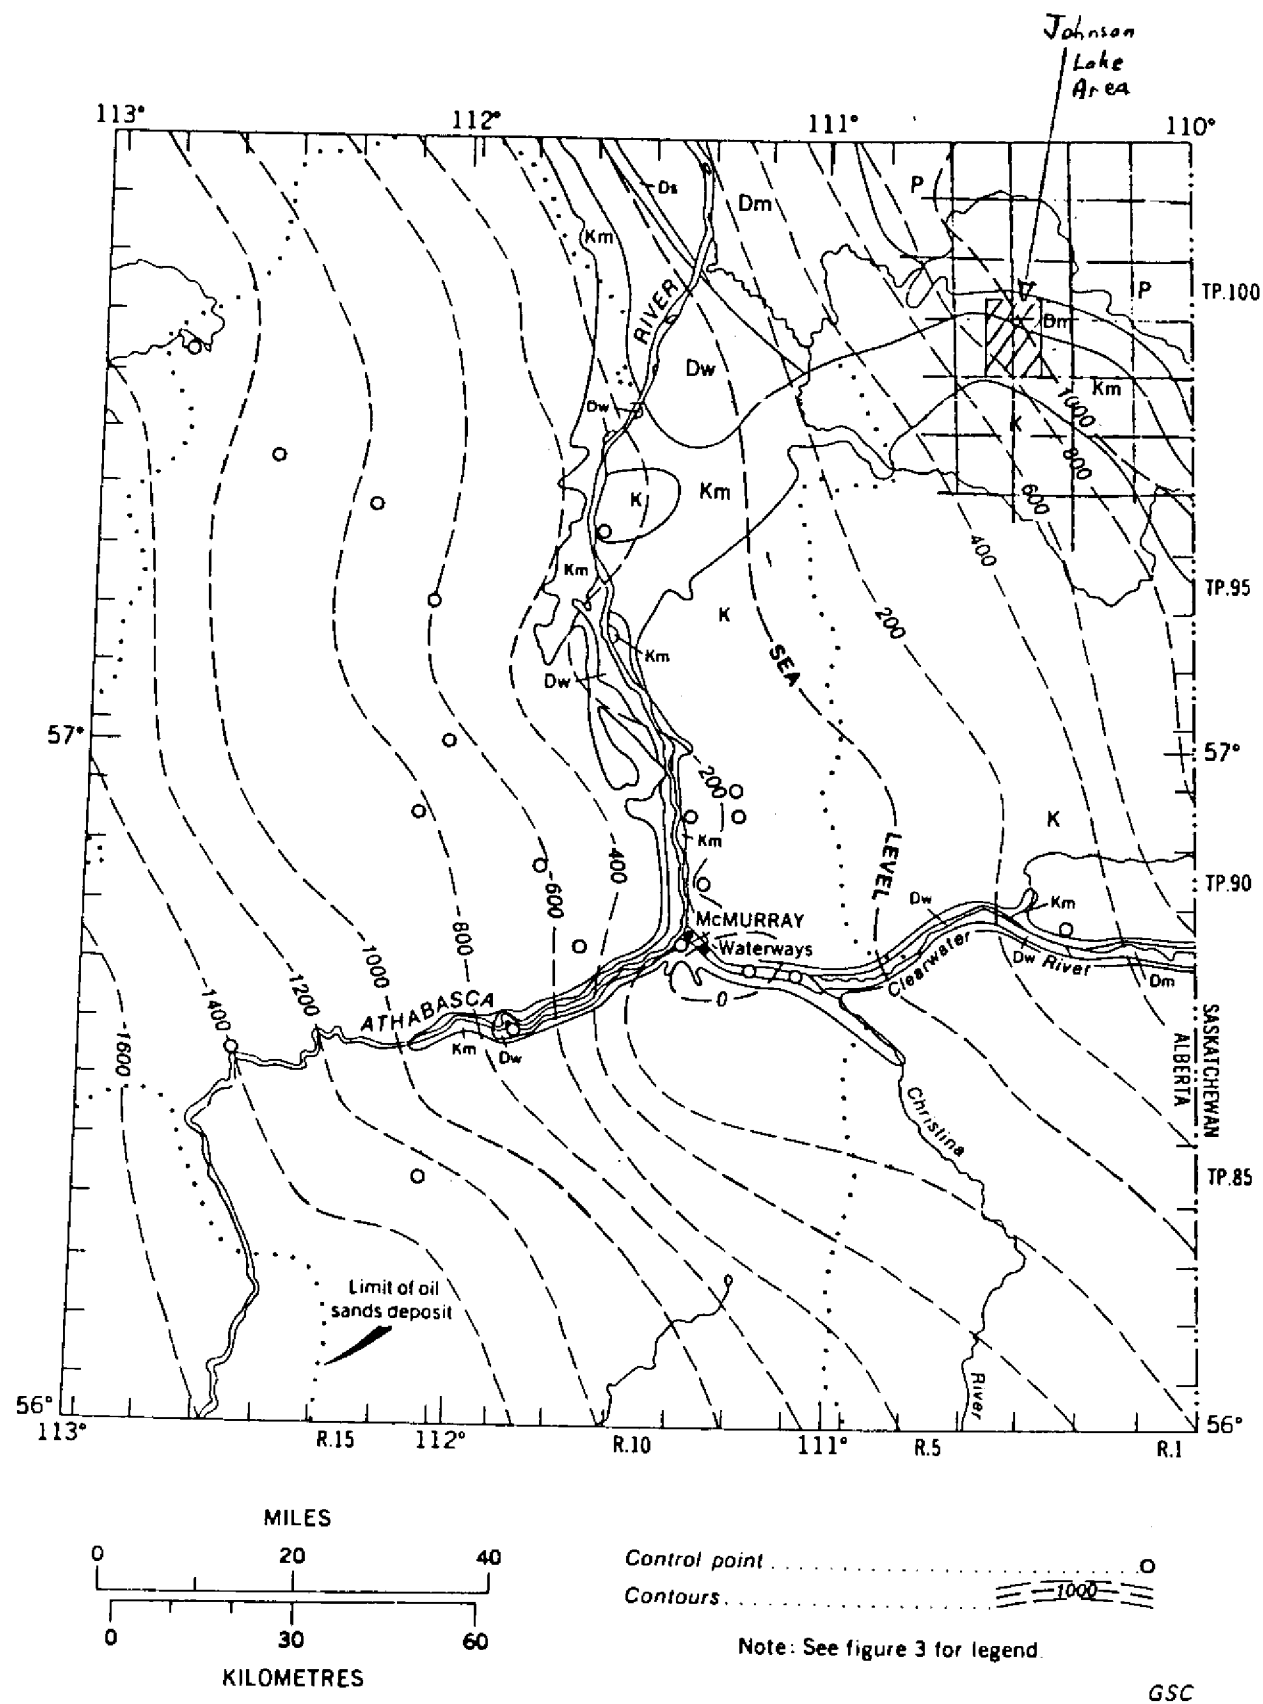 Johnson
Lake
Area
113°
112°
111°
110°
Ds
Dm
P
Km
RIVER
P
TP.100
Dm
Dw
Km
Dw
1000
K
800
Km
K
600
400
Km
TP.95
200
K
Km
SEA
Dw
57°
57°
200
K
Km
LEVEL
400
TP.90
600
Dw
Km
McMURRAY
800
Waterways
Clearwater
Dw
River
Dm
1000
1200
1400
ATHABASCA
0
1600
Km
Dw
SASKATCHEWAN
ALBERTA
Christina
TP.85
Limit of oil
sands deposit
River
56°
56°
113°
R.15
112°
R.10
111°
R.5
R.1
MILES
0 20 40
0 30 60
KILOMETRES
Control point
Contours 1000
Note: See figure 3 for legend
GSC